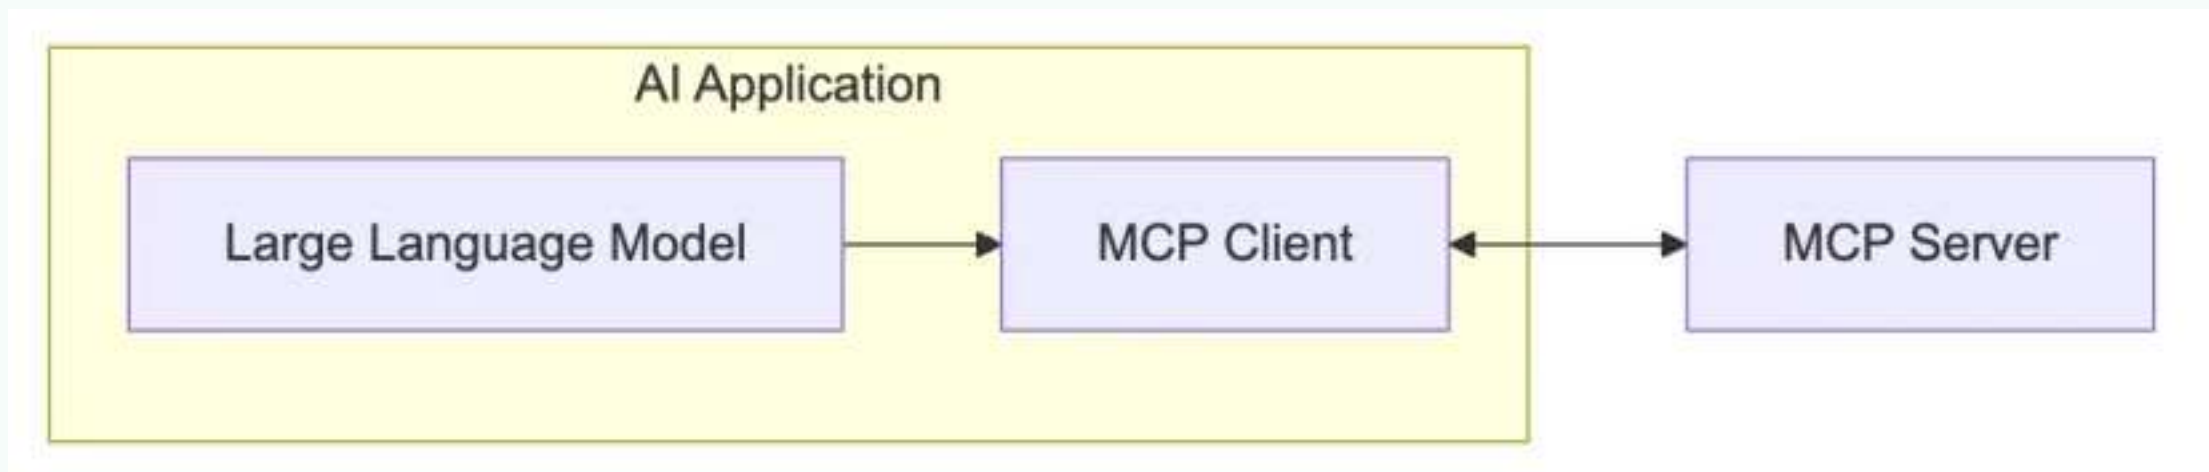 AI Application
Large Language Model
MCP Client
MCP Server